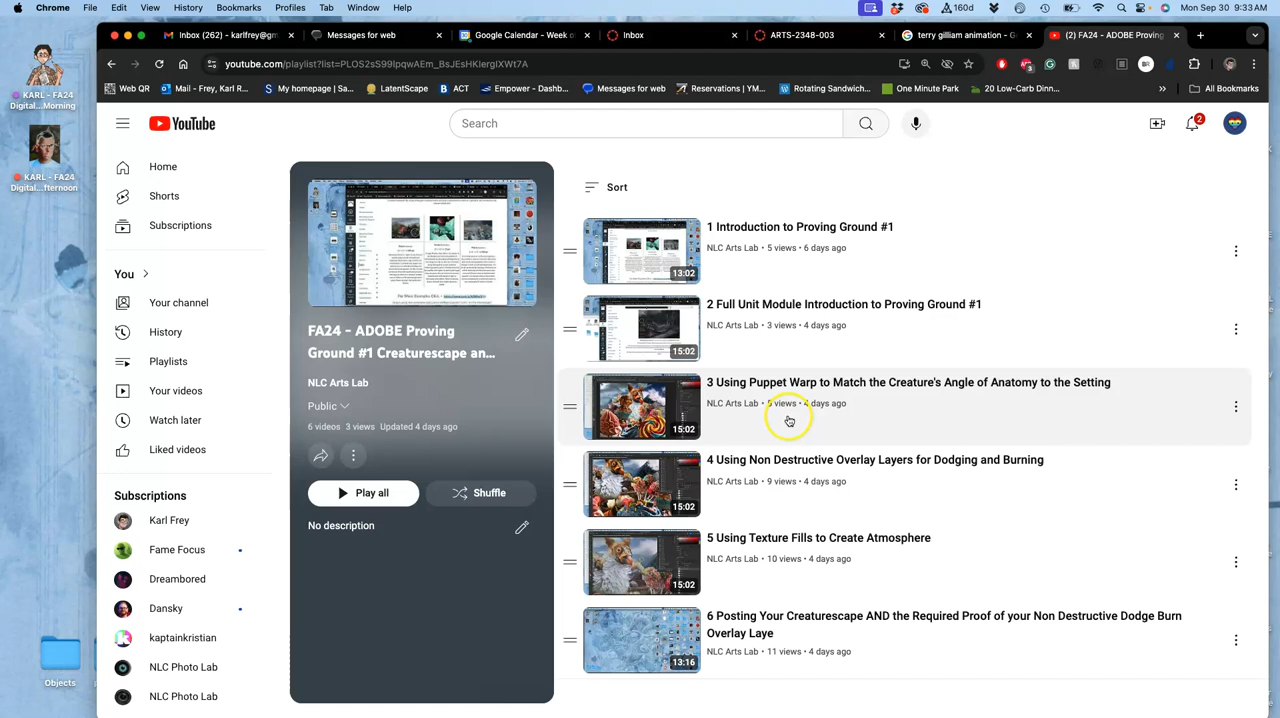 Chrome File Edit View History Bookmarks Profiles Tab Window Help 160d Mon Sep 30 9:33 AM
Inbox (262) - karlfrey@gm Messages for web Google Calendar - Week o Inbox ARTS-2348-003 terry gilliam animation - G (2) FA24 - ADOBE Proving
youtube.com/playlist?list=PLOS2sS99IpqwAEm_BsJEsHKIergIXWt7A
Web QR Mail - Frey, Karl R... My homepage | Sa... LatentScape ACT Empower - Dashb... Messages for web Reservations | YM... Rotating Sandwich... One Minute Park 20 Low-Carb Dinn... All Bookmarks
KARL - FA24
Digital...Morning
KARL - FA24
Digital...fternoon
Objects
YouTube
Search
2
Home
Shorts
Subscriptions
You
Your channel
History
Playlists
Your videos
Watch later
Liked videos
Subscriptions
Karl Frey
Fame Focus
Dreambored
Dansky
kaptainkristian
NLC Photo Lab
NLC Photo Lab
FA24 - ADOBE Proving
Ground #1 Creaturescape an...
NLC Arts Lab
Public
6 videos 3 views Updated 4 days ago
Play all
Shuffle
No description
Sort
1 Introduction to Proving Ground #1
NLC Arts Lab • 5 views • 6 days ago
13:02
2 Full Unit Module Introduction to Proving Ground #1
NLC Arts Lab • 3 views • 4 days ago
15:02
3 Using Puppet Warp to Match the Creature's Angle of Anatomy to the Setting
NLC Arts Lab • views • 4 days ago
15:02
4 Using Non Destructive Overlay Layers for Dodging and Burning
NLC Arts Lab • 9 views • 4 days ago
15:02
5 Using Texture Fills to Create Atmosphere
NLC Arts Lab • 10 views • 4 days ago
15:02
6 Posting Your Creaturescape AND the Required Proof of your Non Destructive Dodge Burn
Overlay Laye
NLC Arts Lab • 11 views • 4 days ago
13:16